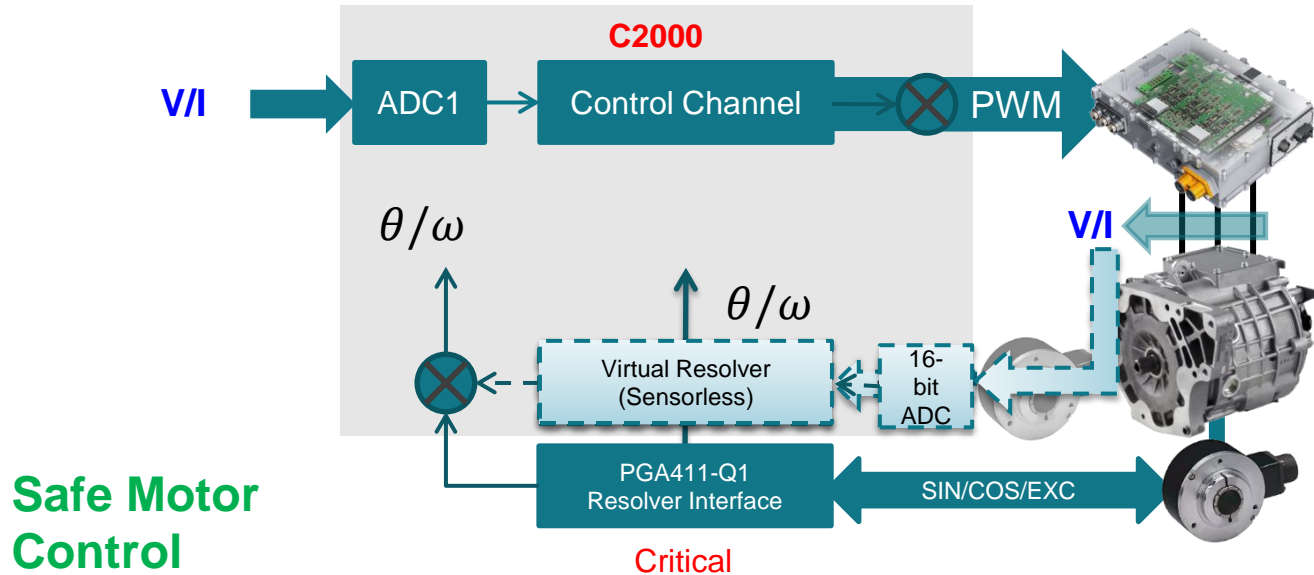 C2000
V/I
ADC1
Control Channel
PWM
θ/ω
V/I
θ/ω
Virtual Resolver
(Sensorless)
16-
bit
ADC
PGA411-Q1
Resolver Interface
SIN/COS/EXC
Safe Motor
Control
Critical